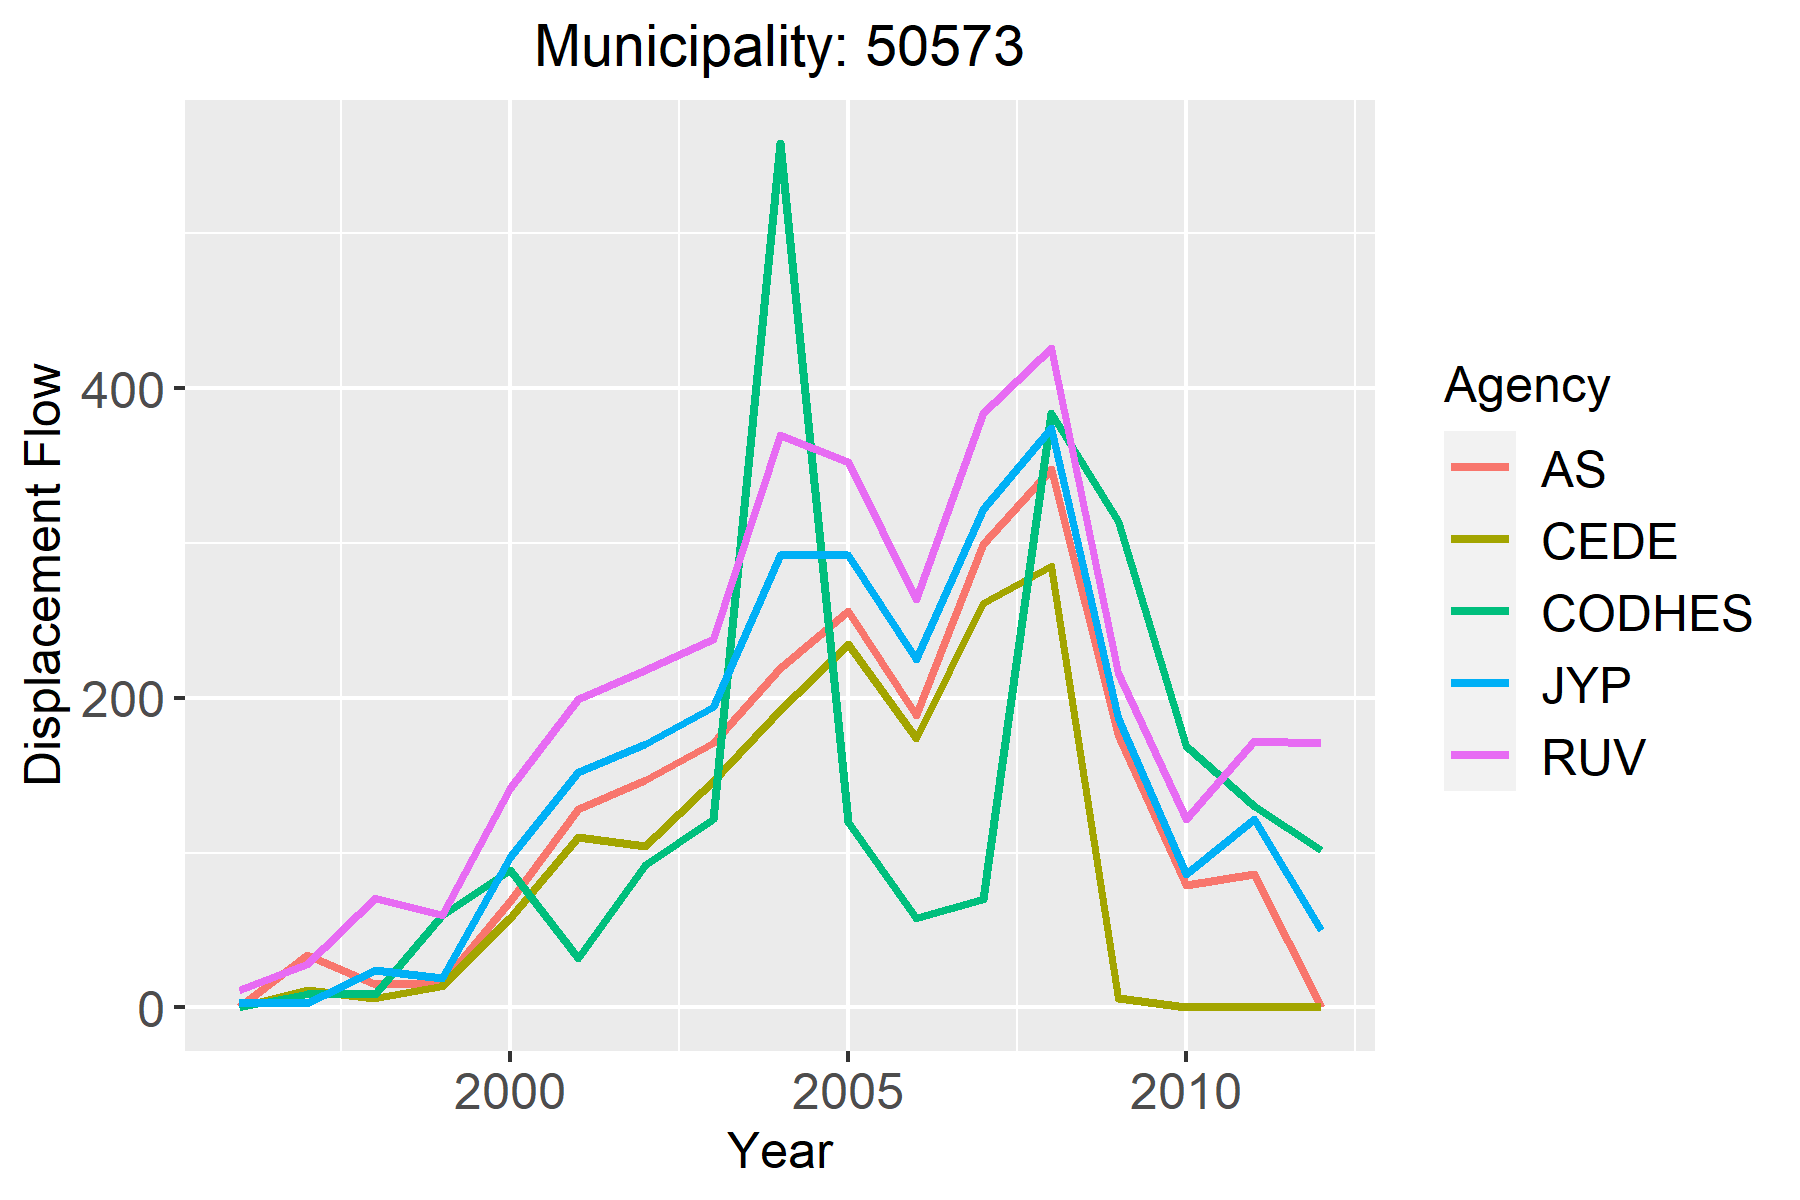 Municipality: 50573
Displacement Flow
400
200
0
2000
2005
2010
Year
Agency
AS
CEDE
CODHES
JYP
RUV